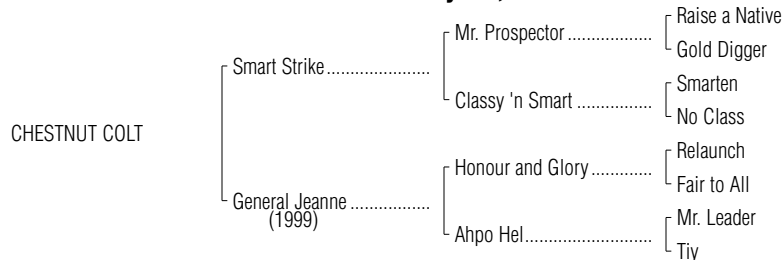 Raise a Native
Mr. Prospector
Gold Digger
Smart Strike
Smarten
Classy 'n Smart
No Class
CHESTNUT COLT
Relaunch
Honour and Glory
Fair to All
General Jeanne
(1999)
Mr. Leader
Ahpo Hel
Tiy